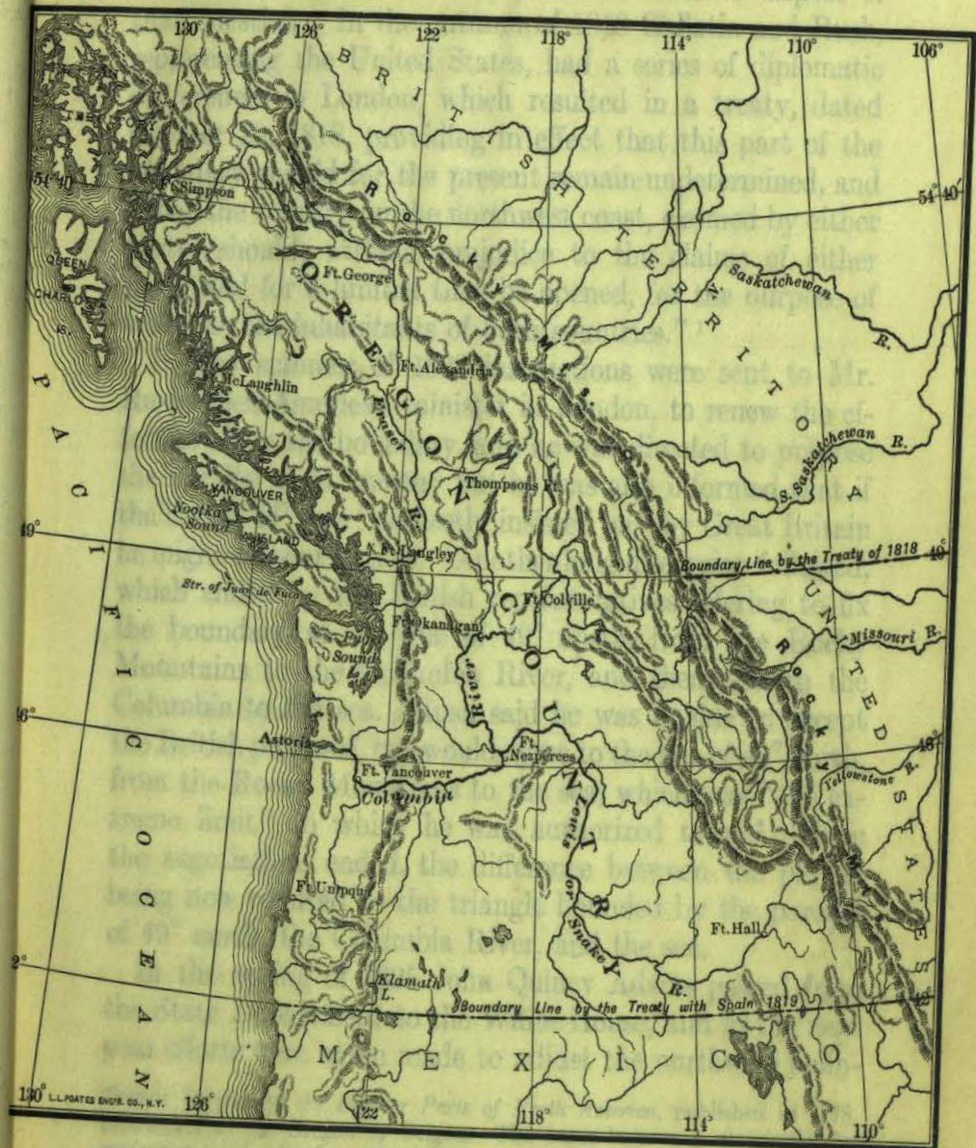 130°
126°
122°
118°
114°
110°
106°
BRITISH TERRITORY
54°40'
54°40'
Ft. Simpson
ROCKY
QUEEN
CHARLOTTE
IS.
Ft. George
Saskatchewan
R.
OREGON
Ft. Alexandria
McLaughlin
Fraser
R.
S. Saskatchewan R.
Thompsons Ft.
VANCOUVER
Nootka
Sound
ISLAND
49°
Ft. Langley
Boundary Line by the Treaty of 1818
49°
Str. of Juan de Fuca
Ft. Colville
COUNTRY
Ft. Okanagan
UNITED STATES
Missouri R.
Puget
Sound
Rocky
River
46°
46°
Astoria
Ft.
Nezperces
Ft. Vancouver
Columbia
Yellowstone R.
Lewis or Snake
R.
Ft. Umpqua
Ft. Hall
PACIFIC OCEAN
2°
Klamath
L.
Boundary Line by the Treaty with Spain 1819
42°
MEXICO
130°
L.L.POATES ENG'R. CO., N.Y.
126°
122
118°
114°
110°